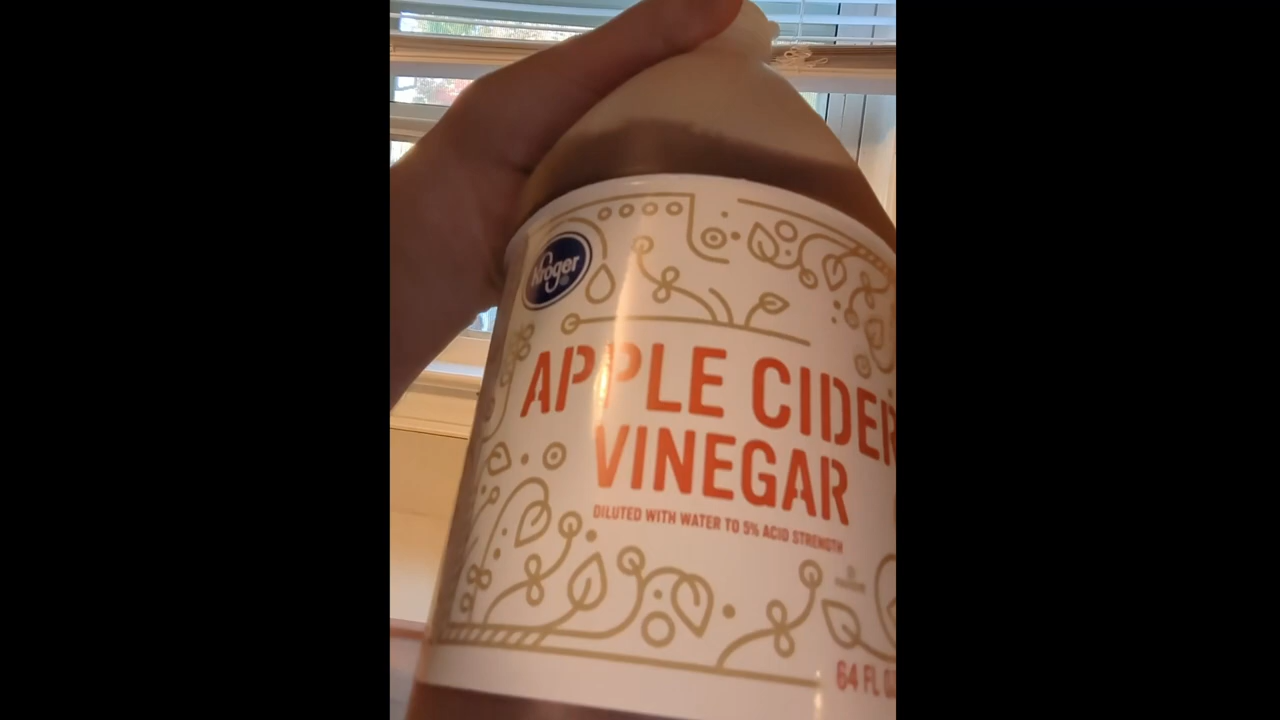 Kroger
APPLE CIDER
VINEGAR
DILUTED WITH WATER TO 5% ACID STRENGTH
64 FL